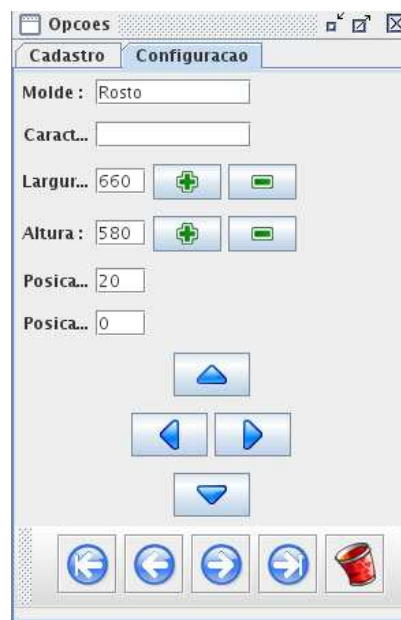 Opcoes
Cadastro Configuracao
Molde : Rosto
Caract...
Largur... 660
Altura : 580
Posica... 20
Posica... 0